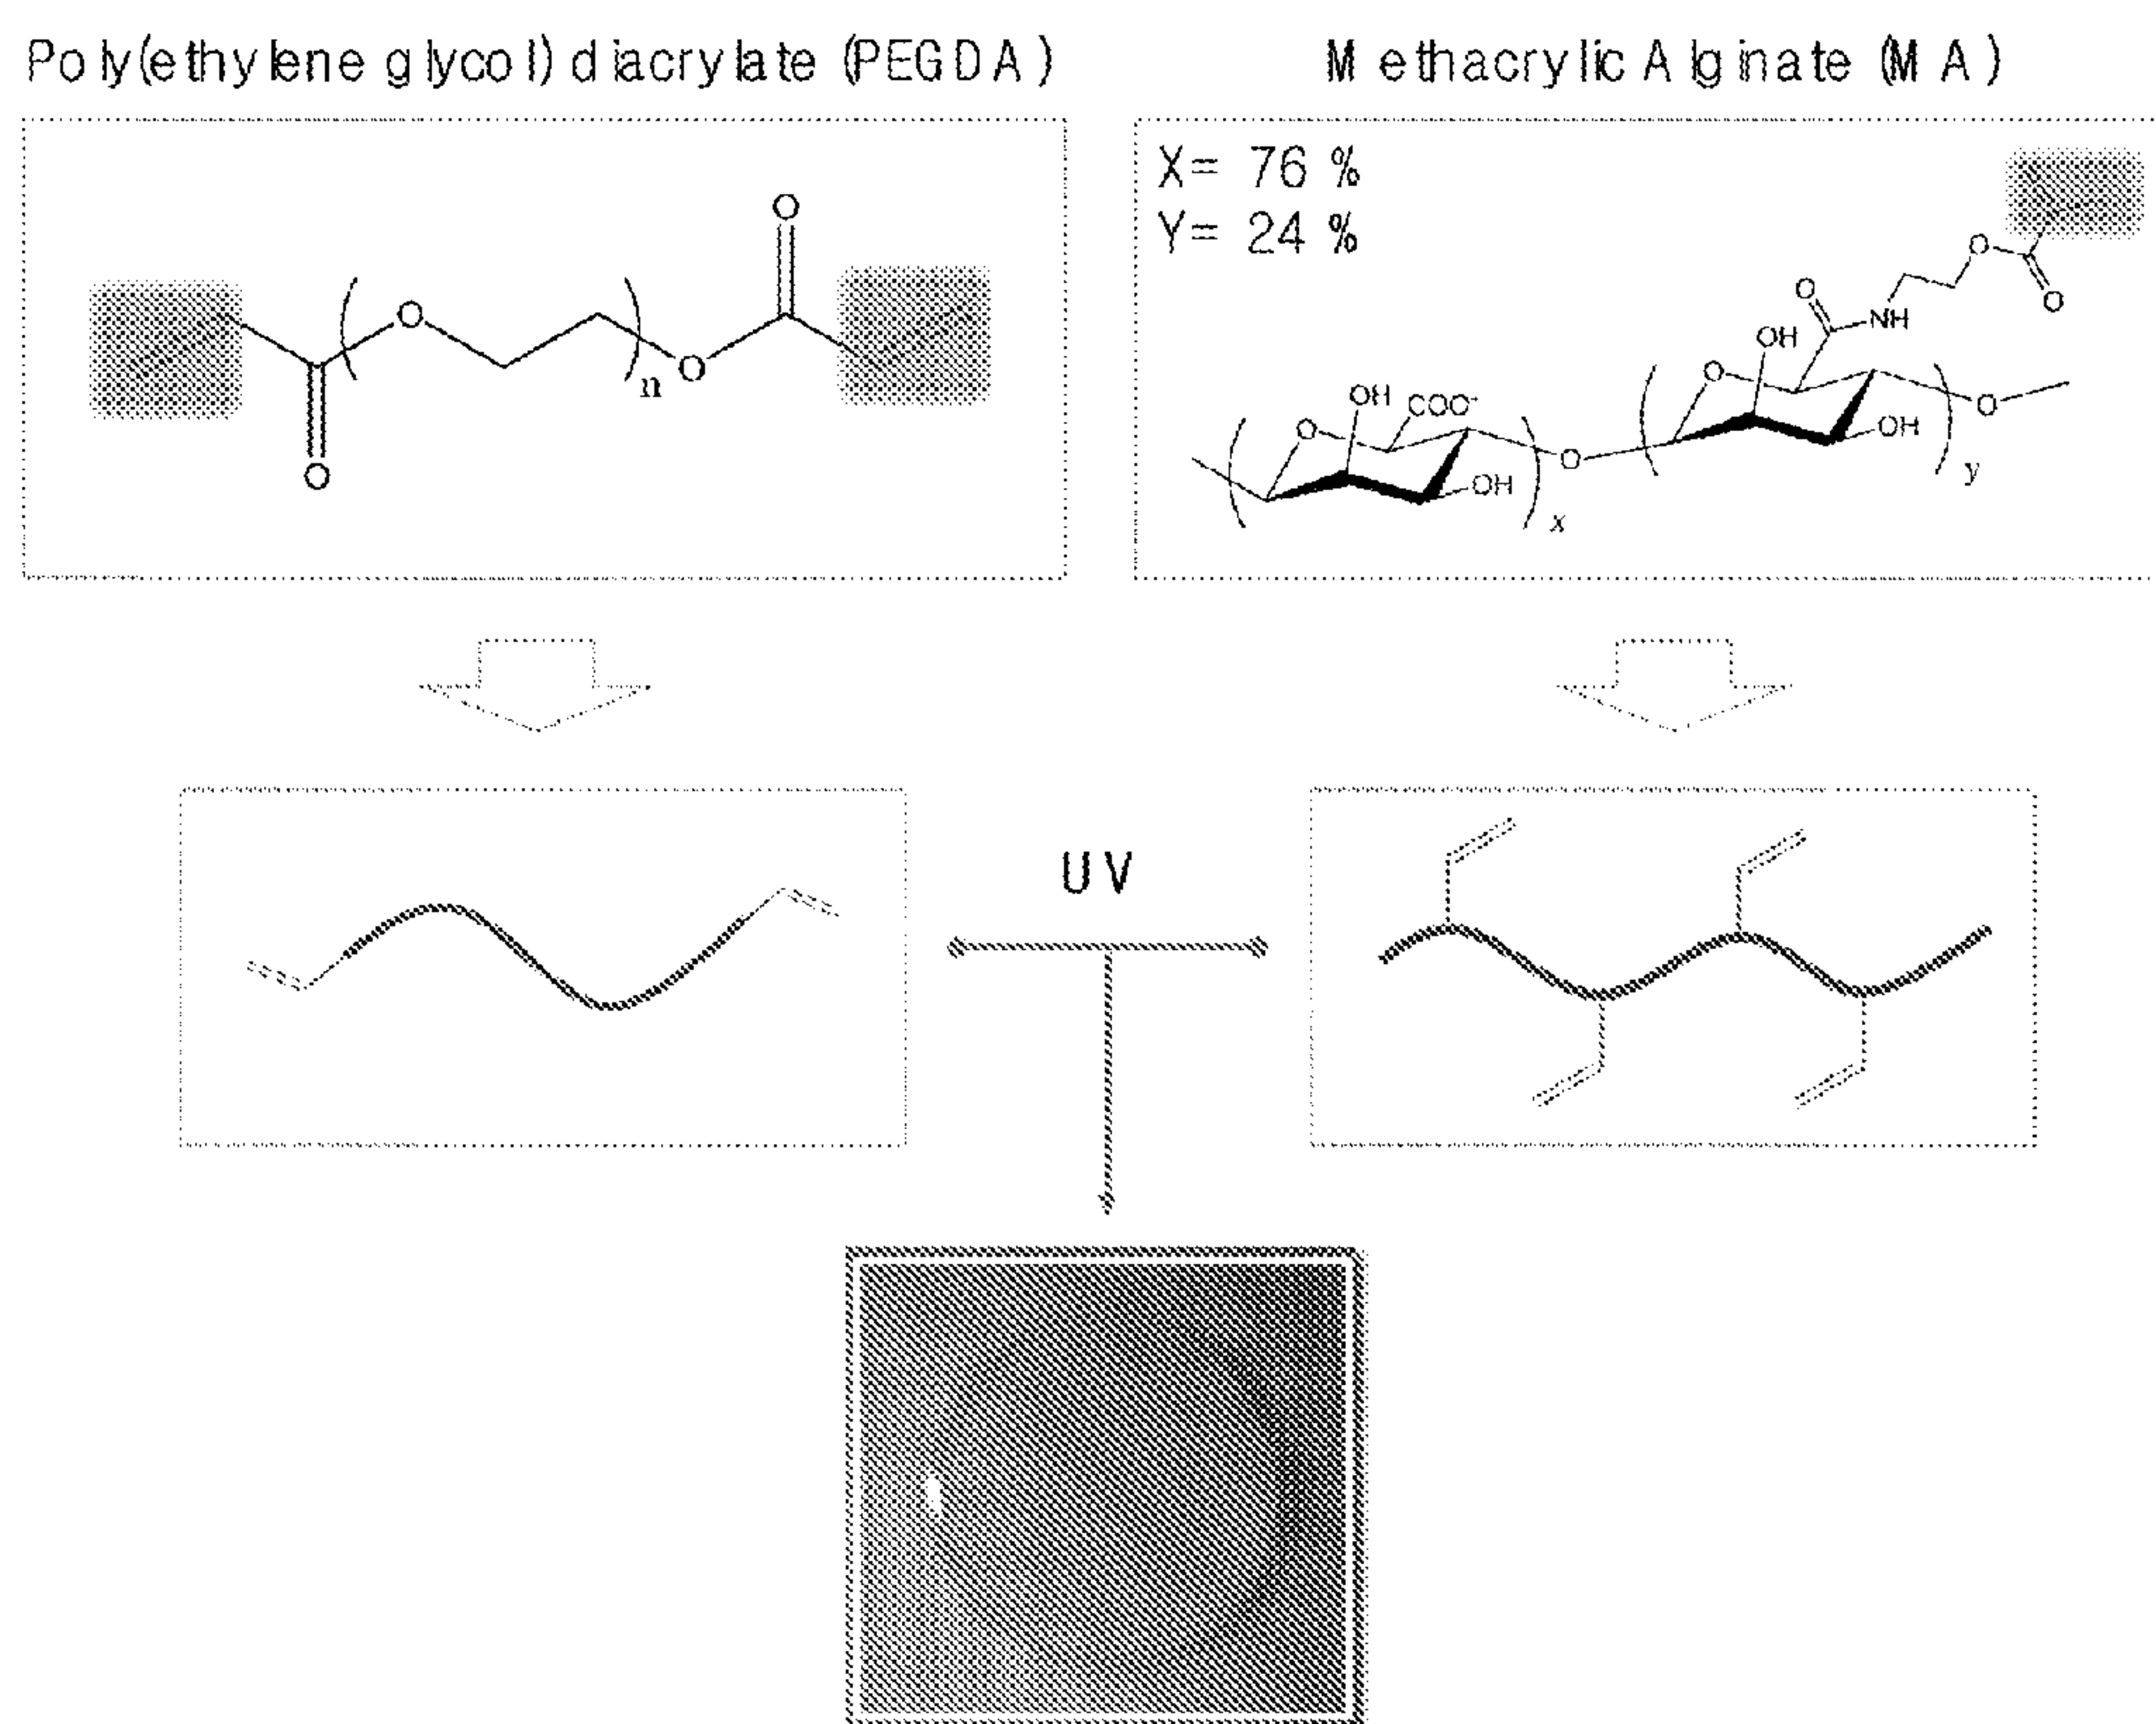 Poly(ethylene glycol) diacrylate (PEGDA)
Methacrylic Alginate (MA)
X= 76 %
Y= 24 %
O
O
n
O
O
O
O
O
NH
OH
O
OH
O
y
OH
COO-
O
OH
O
x
UV